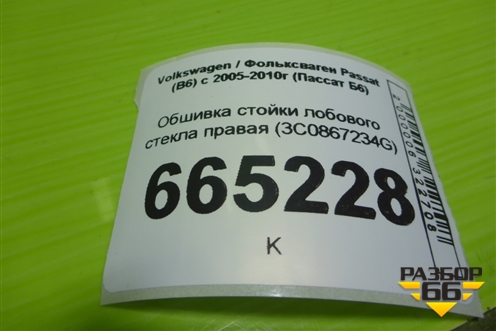 Volkswagen / Фольксваген Passat
(B6) с 2005-2010г (Пассат Б6)
Обшивка стойки лобового
стекла правая (3C0867234G)
665228
К
РАЗБОР
66